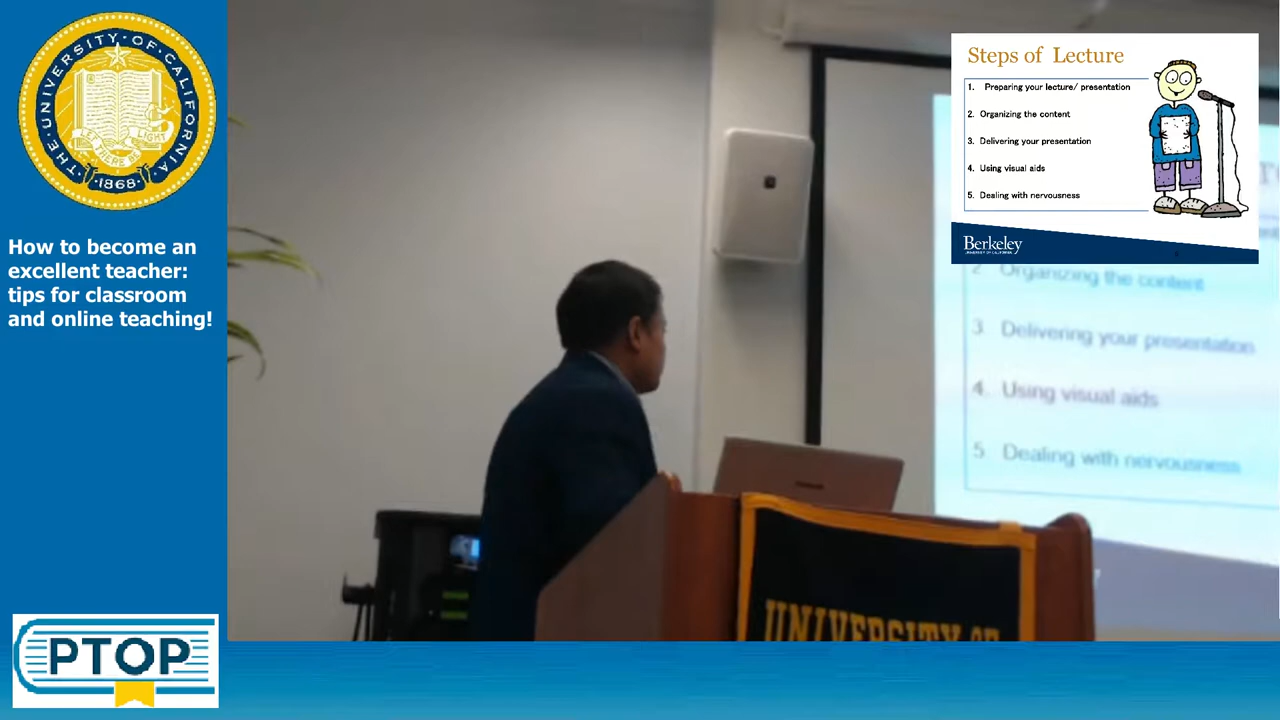 THE·UNIVERSITY·OF·CALIFORNIA
LET THERE BE LIGHT
·1868·
How to become an
excellent teacher:
tips for classroom
and online teaching!
PTOP
Steps of Lecture
1. Preparing your lecture/ presentation
2. Organizing the content
3. Delivering your presentation
4. Using visual aids
5. Dealing with nervousness
Berkeley
UNIVERSITY OF CALIFORNIA
2. Organizing the content
3. Delivering your presentation
4. Using visual aids
5. Dealing with nervousness
UNIVERSITY OF